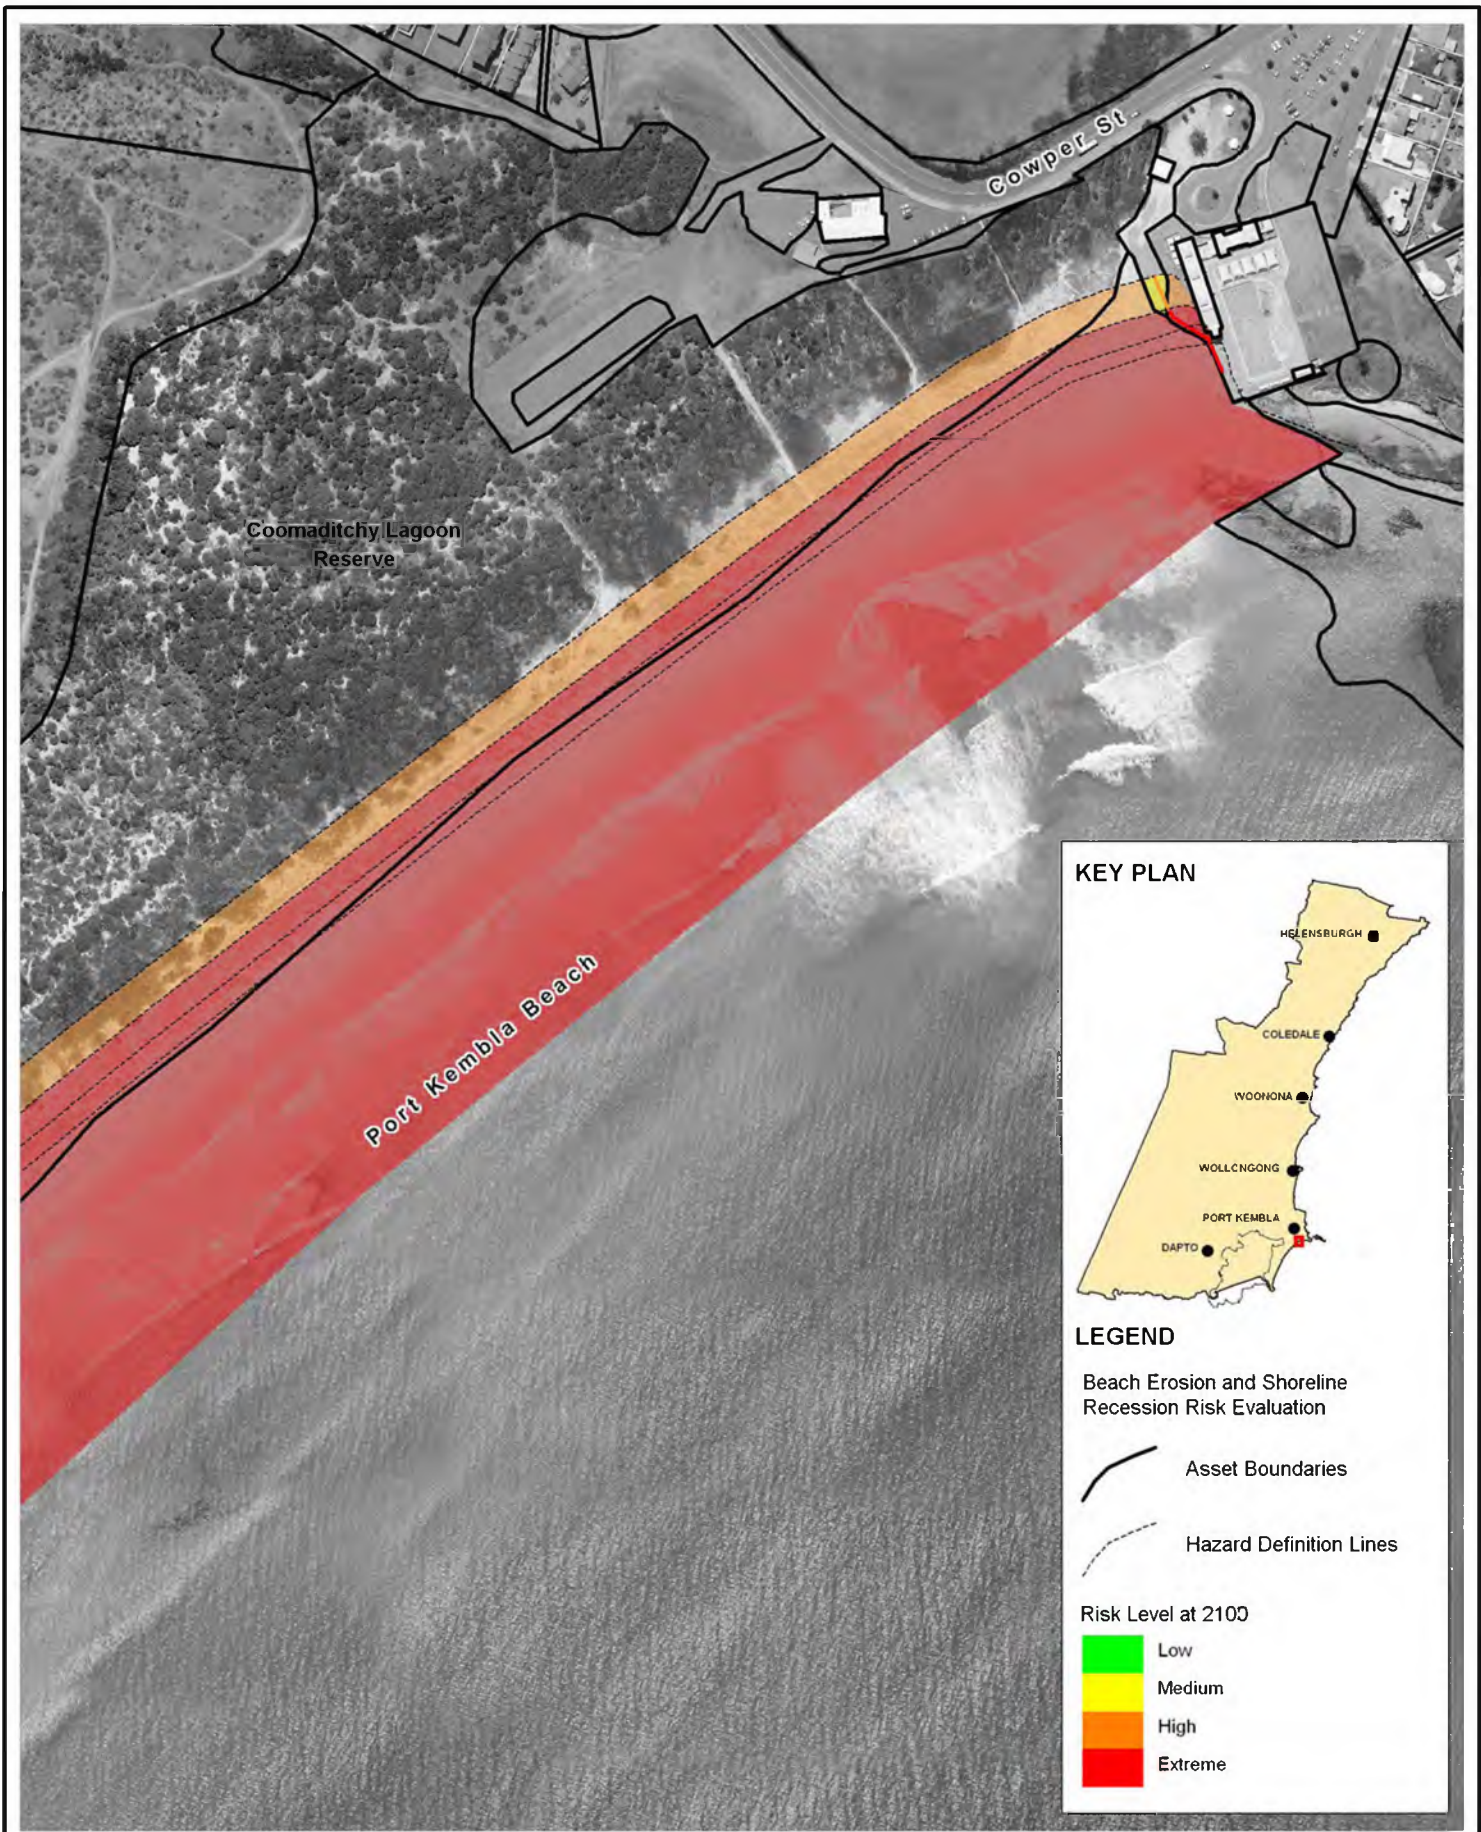 Cowper St
Coomaditchy Lagoon
Reserve
Port Kembla Beach
KEY PLAN
HELENSBURGH
COLEDALE
WOONONA
WOLLONGONG
PORT KEMBLA
DAPTO
LEGEND
Beach Erosion and Shoreline
Recession Risk Evaluation
Asset Boundaries
Hazard Definition Lines
Risk Level at 2100
Low
Medium
High
Extreme